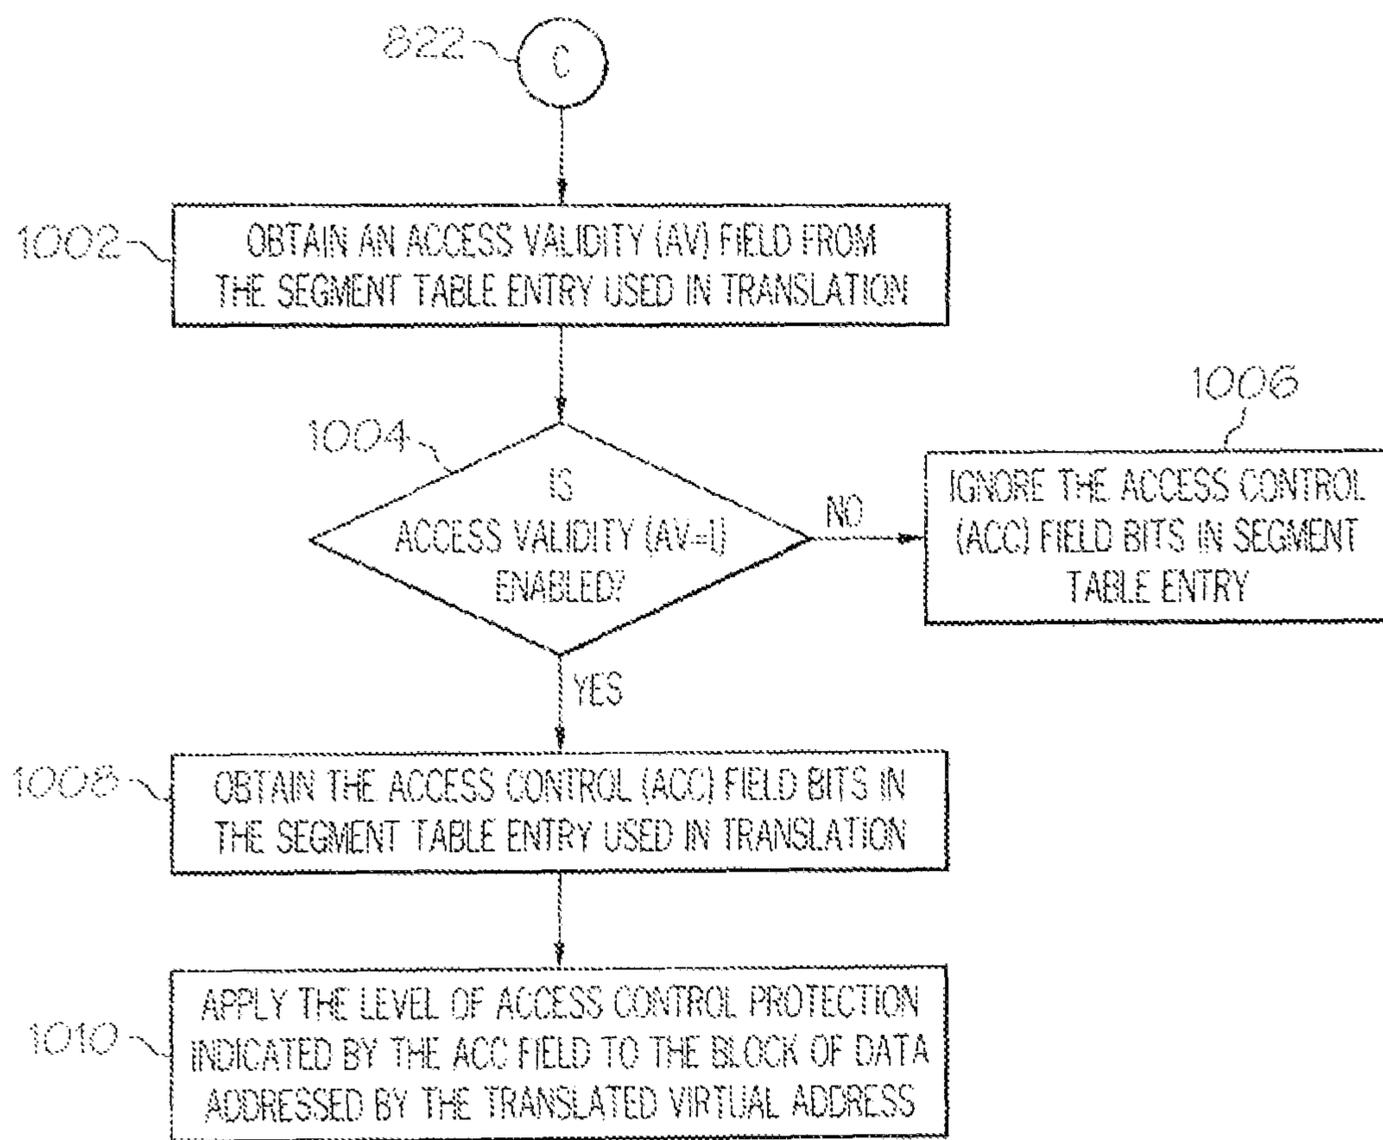 822
C
1002
OBTAIN AN ACCESS VALIDITY (AV) FIELD FROM
THE SEGMENT TABLE ENTRY USED IN TRANSLATION
1004
IS
ACCESS VALIDITY (AV=1)
ENABLED?
NO
1006
IGNORE THE ACCESS CONTROL
(ACC) FIELD BITS IN SEGMENT
TABLE ENTRY
YES
1008
OBTAIN THE ACCESS CONTROL (ACC) FIELD BITS IN
THE SEGMENT TABLE ENTRY USED IN TRANSLATION
1010
APPLY THE LEVEL OF ACCESS CONTROL PROTECTION
INDICATED BY THE ACC FIELD TO THE BLOCK OF DATA
ADDRESSED BY THE TRANSLATED VIRTUAL ADDRESS